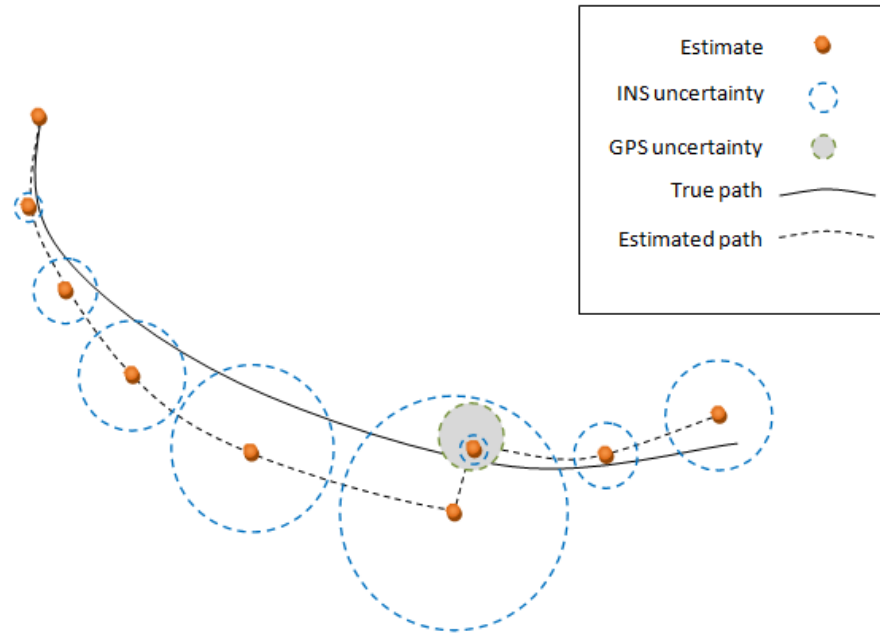 Estimate
INS uncertainty
GPS uncertainty
True path
Estimated path